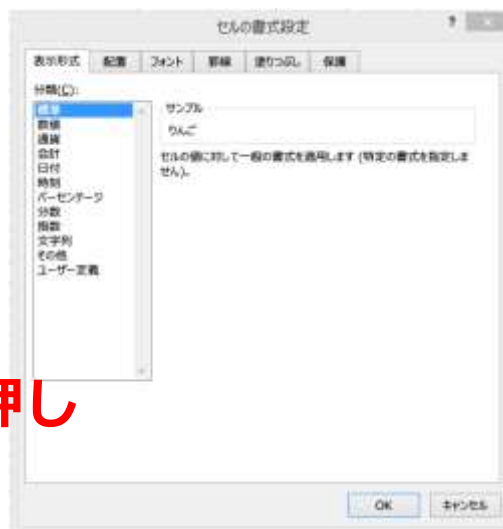 セルの書式設定
表示形式 配置 フォント 罫線 塗りつぶし 保護
分類(C):
標準
数値
通貨
会計
日付
時刻
パーセンテージ
分数
指数
文字列
その他
ユーザー定義
サンプル
りんご
セルの値に対して一般の書式を適用します (特定の書式を指定しま
せん)。
押し
OK キャンセル